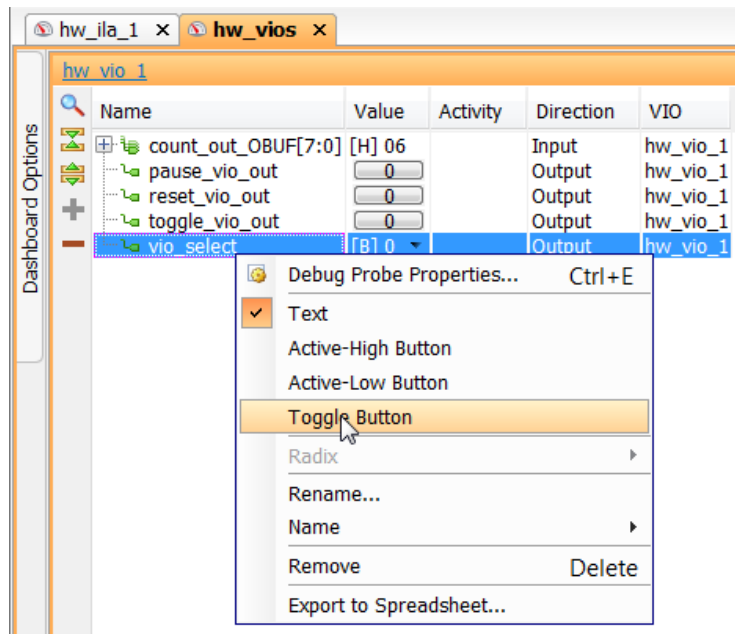 hw_ila_1 × hw_vios ×
Dashboard Options
hw_vio_1
Name Value Activity Direction VIO
count_out_OBUF[7:0] [H] 06 Input hw_vio_1
pause_vio_out 0 Output hw_vio_1
reset_vio_out 0 Output hw_vio_1
toggle_vio_out 0 Output hw_vio_1
vio_select [B] 0 Output hw_vio_1
Debug Probe Properties... Ctrl+E
Text
Active-High Button
Active-Low Button
Toggle Button
Radix
Rename...
Name
Remove Delete
Export to Spreadsheet...